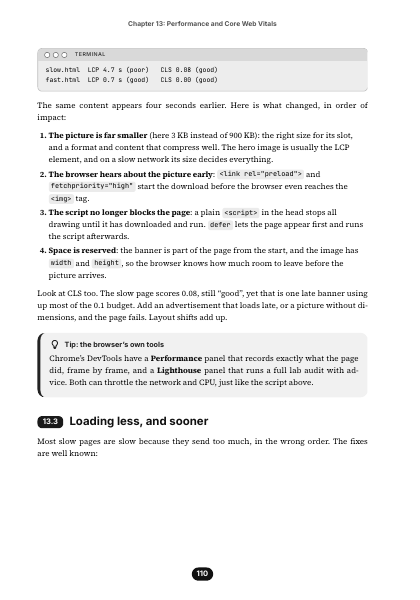 Chapter 13: Performance and Core Web Vitals
TERMINAL
slow.html  LCP 4.7 s (poor)   CLS 0.08 (good)
fast.html  LCP 0.7 s (good)   CLS 0.00 (good)
The same content appears four seconds earlier. Here is what changed, in order of
impact:
1. The picture is far smaller (here 3 KB instead of 900 KB): the right size for its slot,
and a format and content that compress well. The hero image is usually the LCP
element, and on a slow network its size decides everything.
2. The browser hears about the picture early: <link rel="preload"> and
fetchpriority="high" start the download before the browser even reaches the
<img> tag.
3. The script no longer blocks the page: a plain <script> in the head stops all
drawing until it has downloaded and run. defer lets the page appear first and runs
the script afterwards.
4. Space is reserved: the banner is part of the page from the start, and the image has
width and height, so the browser knows how much room to leave before the
picture arrives.
Look at CLS too. The slow page scores 0.08, still “good”, yet that is one late banner using
up most of the 0.1 budget. Add an advertisement that loads late, or a picture without di-
mensions, and the page fails. Layout shifts add up.
Tip: the browser's own tools
Chrome's DevTools have a Performance panel that records exactly what the page
did, frame by frame, and a Lighthouse panel that runs a full lab audit with ad-
vice. Both can throttle the network and CPU, just like the script above.
13.3 Loading less, and sooner
Most slow pages are slow because they send too much, in the wrong order. The fixes
are well known:
110